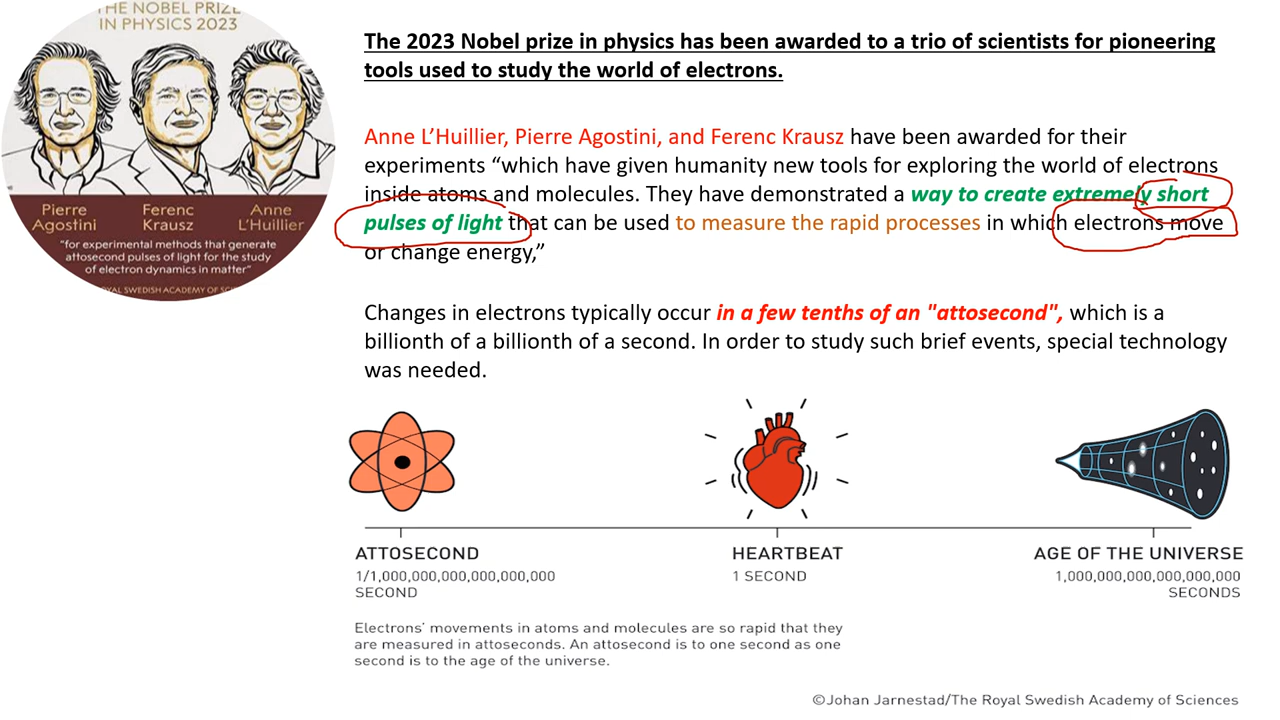 THE NOBEL PRIZE
IN PHYSICS 2023
Pierre
Agostini
Ferenc
Krausz
Anne
L'Huillier
"for experimental methods that generate
attosecond pulses of light for the study
of electron dynamics in matter"
SWEDISH ACADEMY OF
The 2023 Nobel prize in physics has been awarded to a trio of scientists for pioneering
tools used to study the world of electrons.
Anne L’Huillier, Pierre Agostini, and Ferenc Krausz have been awarded for their
experiments “which have given humanity new tools for exploring the world of electrons
inside atoms and molecules. They have demonstrated a way to create extremely short
pulses of light that can be used to measure the rapid processes in which electrons move
or change energy,”
Changes in electrons typically occur in a few tenths of an "attosecond", which is a
billionth of a billionth of a second. In order to study such brief events, special technology
was needed.
ATTOSECOND
1/1,000,000,000,000,000,000
SECOND
HEARTBEAT
1 SECOND
AGE OF THE UNIVERSE
1,000,000,000,000,000,000
SECONDS
Electrons’ movements in atoms and molecules are so rapid that they
are measured in attoseconds. An attosecond is to one second as one
second is to the age of the universe.
©Johan Jarnestad/The Royal Swedish Academy of Sciences